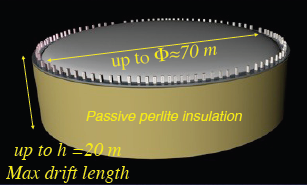 up to Φ≈70 m
Passive perlite insulation
up to h =20 m
Max drift length